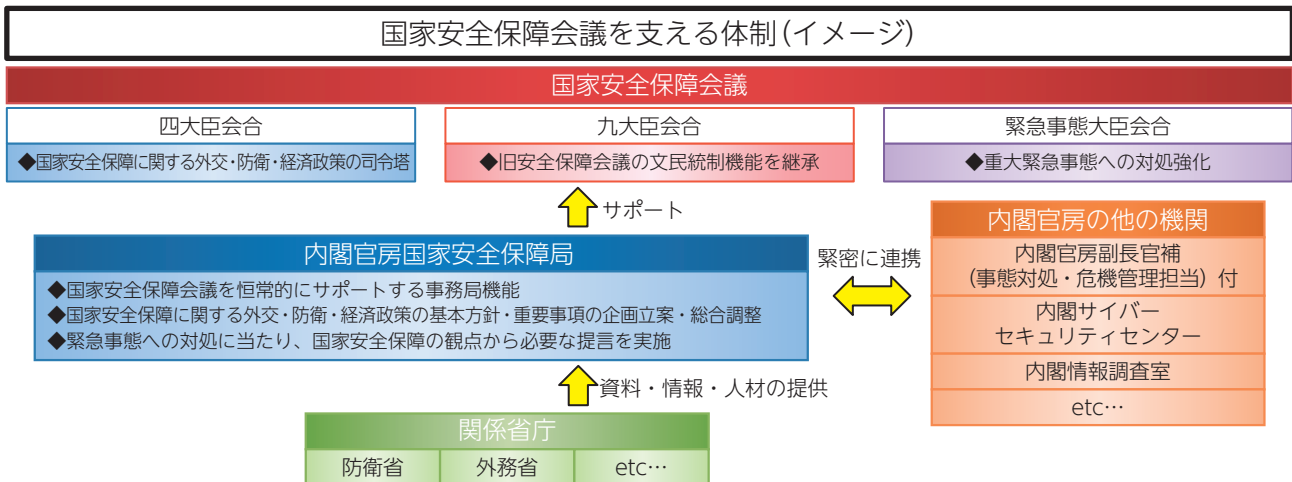 国家安全保障会議を支える体制(イメージ)
国家安全保障会議
四大臣会合
◆国家安全保障に関する外交・防衛・経済政策の司令塔
九大臣会合
◆旧安全保障会議の文民統制機能を継承
緊急事態大臣会合
◆重大緊急事態への対処強化
サポート
内閣官房国家安全保障局
◆国家安全保障会議を恒常的にサポートする事務局機能
◆国家安全保障に関する外交・防衛・経済政策の基本方針・重要事項の企画立案・総合調整
◆緊急事態への対処に当たり、国家安全保障の観点から必要な提言を実施
緊密に連携
内閣官房の他の機関
内閣官房副長官補
(事態対処・危機管理担当)付
内閣サイバー
セキュリティセンター
内閣情報調査室
etc…
資料・情報・人材の提供
関係省庁
防衛省
外務省
etc…